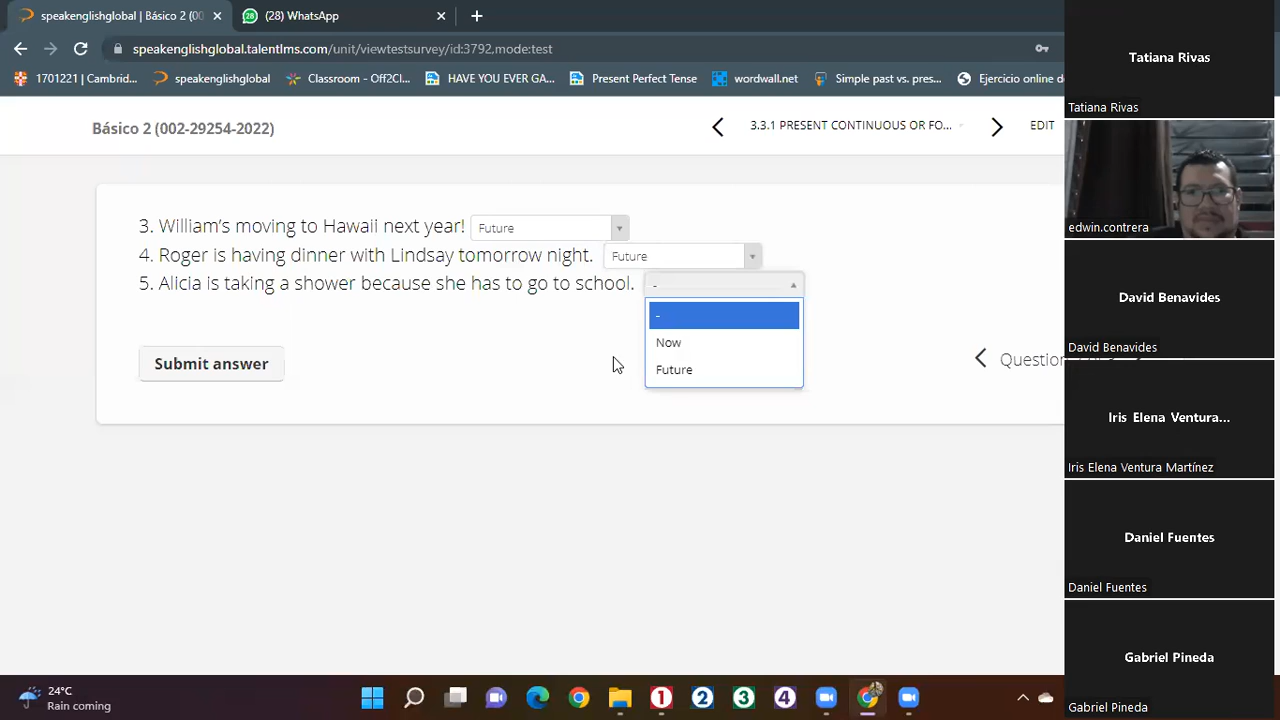 speakenglishglobal | Básico 2 (00
(28) WhatsApp
speakenglishglobal.talentlms.com/unit/viewtestsurvey/id:3792,mode:test
1701221 | Cambrid...
speakenglishglobal
Classroom - Off2Cl...
HAVE YOU EVER GA...
Present Perfect Tense
wordwall.net
Simple past vs. pres...
Ejercicio online d
Básico 2 (002-29254-2022)
3.3.1 PRESENT CONTINUOUS OR FO...
EDIT
3. William's moving to Hawaii next year!
Future
4. Roger is having dinner with Lindsay tomorrow night.
Future
5. Alicia is taking a shower because she has to go to school.
-
-
Now
Future
Submit answer
Question
Tatiana Rivas
Tatiana Rivas
edwin.contrera
David Benavides
David Benavides
Iris Elena Ventura...
Iris Elena Ventura Martínez
Daniel Fuentes
Daniel Fuentes
Gabriel Pineda
Gabriel Pineda
24°C
Rain coming
1
2
3
4